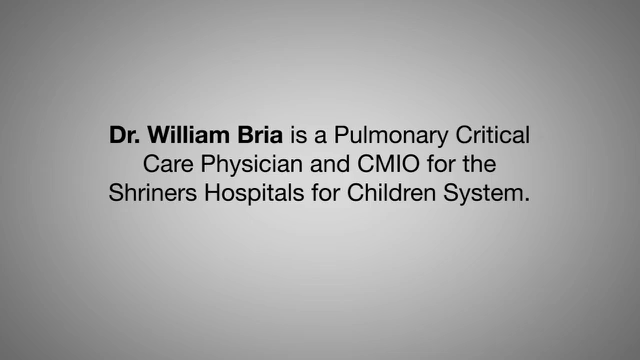 Dr. William Bria is a Pulmonary Critical
Care Physician and CMIO for the
Shriners Hospitals for Children System.